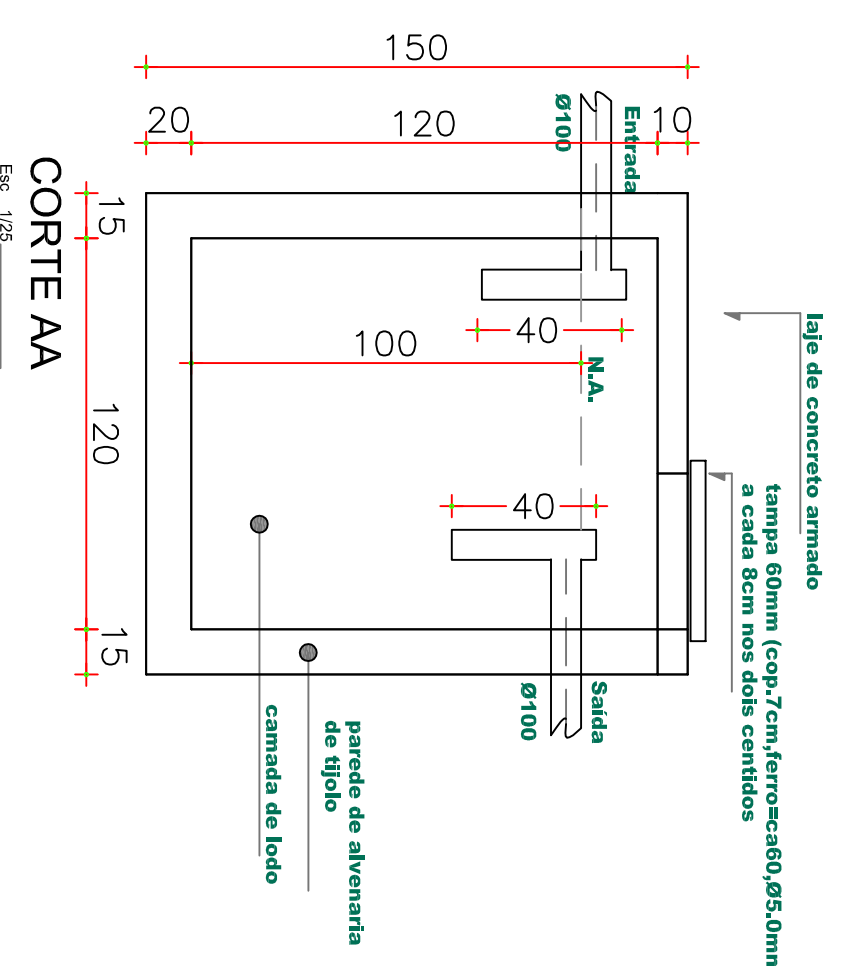 laje de concreto armado
tampa 60mm (cop.7cm,ferro=ca60,Ø5.0mm
a cada 8cm nos dois centidos
150
20
120
10
Entrada
Ø100
40
N.A.
100
40
Saída
Ø100
parede de alvenaria
de tijolo
camada de lodo
15
120
15
CORTE AA
Esc 1/25